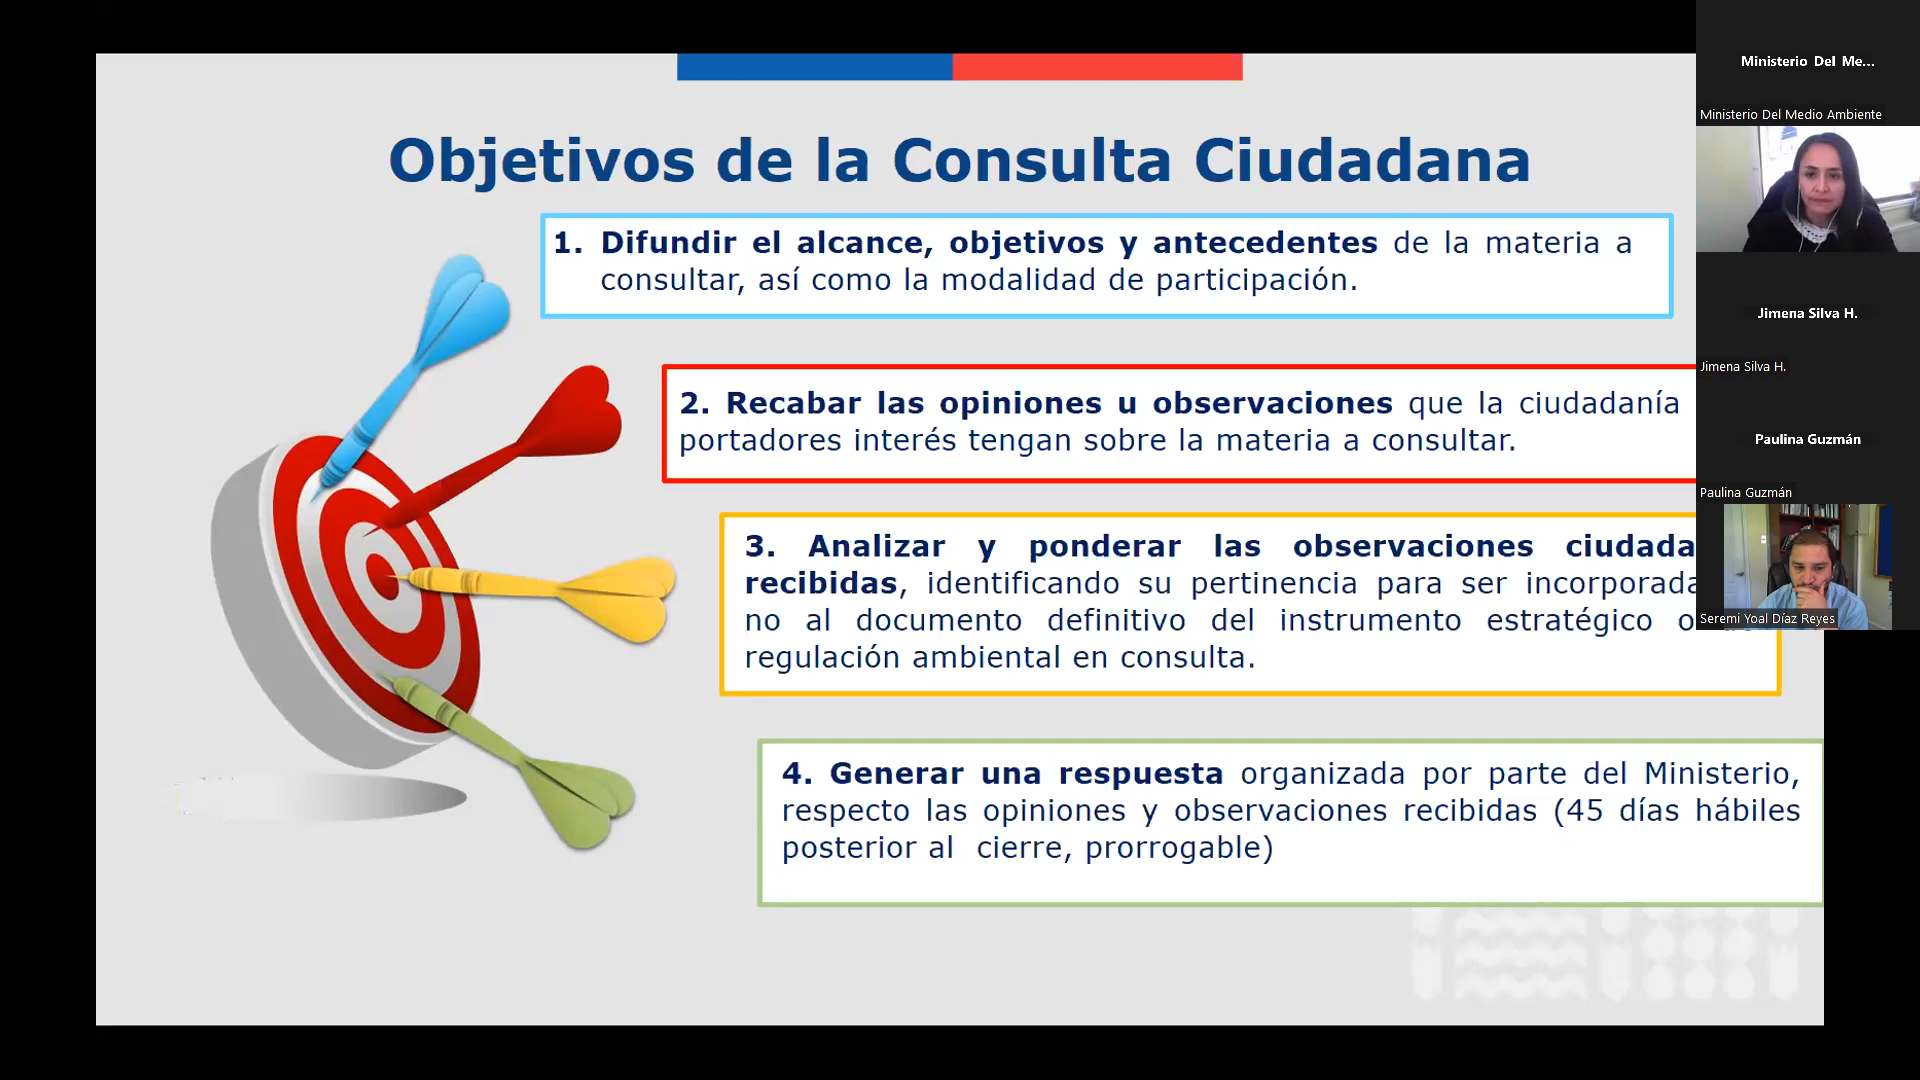 Objetivos de la Consulta Ciudadana
1. Difundir el alcance, objetivos y antecedentes de la materia a
consultar, así como la modalidad de participación.
2. Recabar las opiniones u observaciones que la ciudadanía
portadores interés tengan sobre la materia a consultar.
3. Analizar y ponderar las observaciones
recibidas, identificando su pertinencia para ser
no al documento definitivo del instrumento estratégico
regulación ambiental en consulta.
4. Generar una respuesta organizada por parte del Ministerio,
respecto las opiniones y observaciones recibidas (45 días hábiles
posterior al cierre, prorrogable)
Ministerio Del Me...
Ministerio Del Medio Ambiente
Jimena Silva H.
Jimena Silva H.
Paulina Guzmán
Paulina Guzmán
Seremi Yoal Díaz Reyes